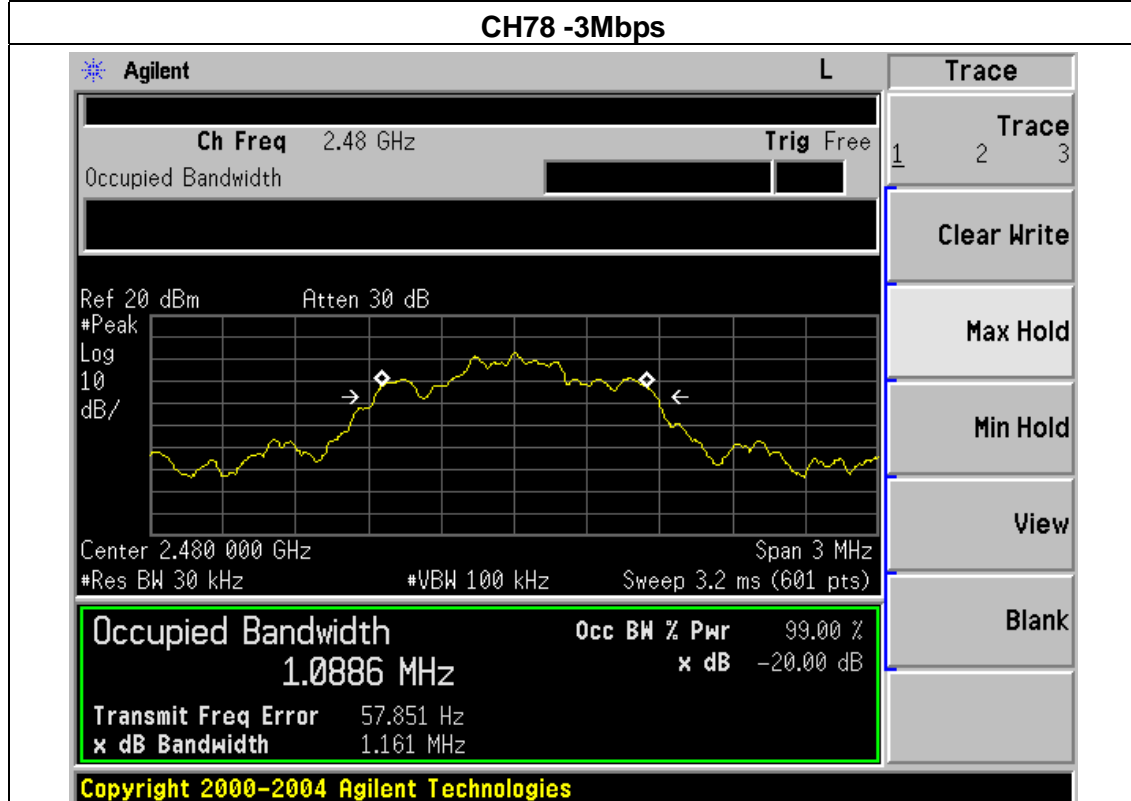 CH78 -3Mbps
Agilent L Trace
Ch Freq 2.48 GHz Trig Free
Occupied Bandwidth
Trace
1 2 3
Clear Write
Max Hold
Min Hold
View
Blank
Ref 20 dBm Atten 30 dB
#Peak
Log
10
dB/
Center 2.480 000 GHz Span 3 MHz
#Res BW 30 kHz #VBW 100 kHz Sweep 3.2 ms (601 pts)
Occupied Bandwidth
1.0886 MHz
Occ BW % Pwr 99.00 %
x dB -20.00 dB
Transmit Freq Error 57.851 Hz
x dB Bandwidth 1.161 MHz
Copyright 2000-2004 Agilent Technologies